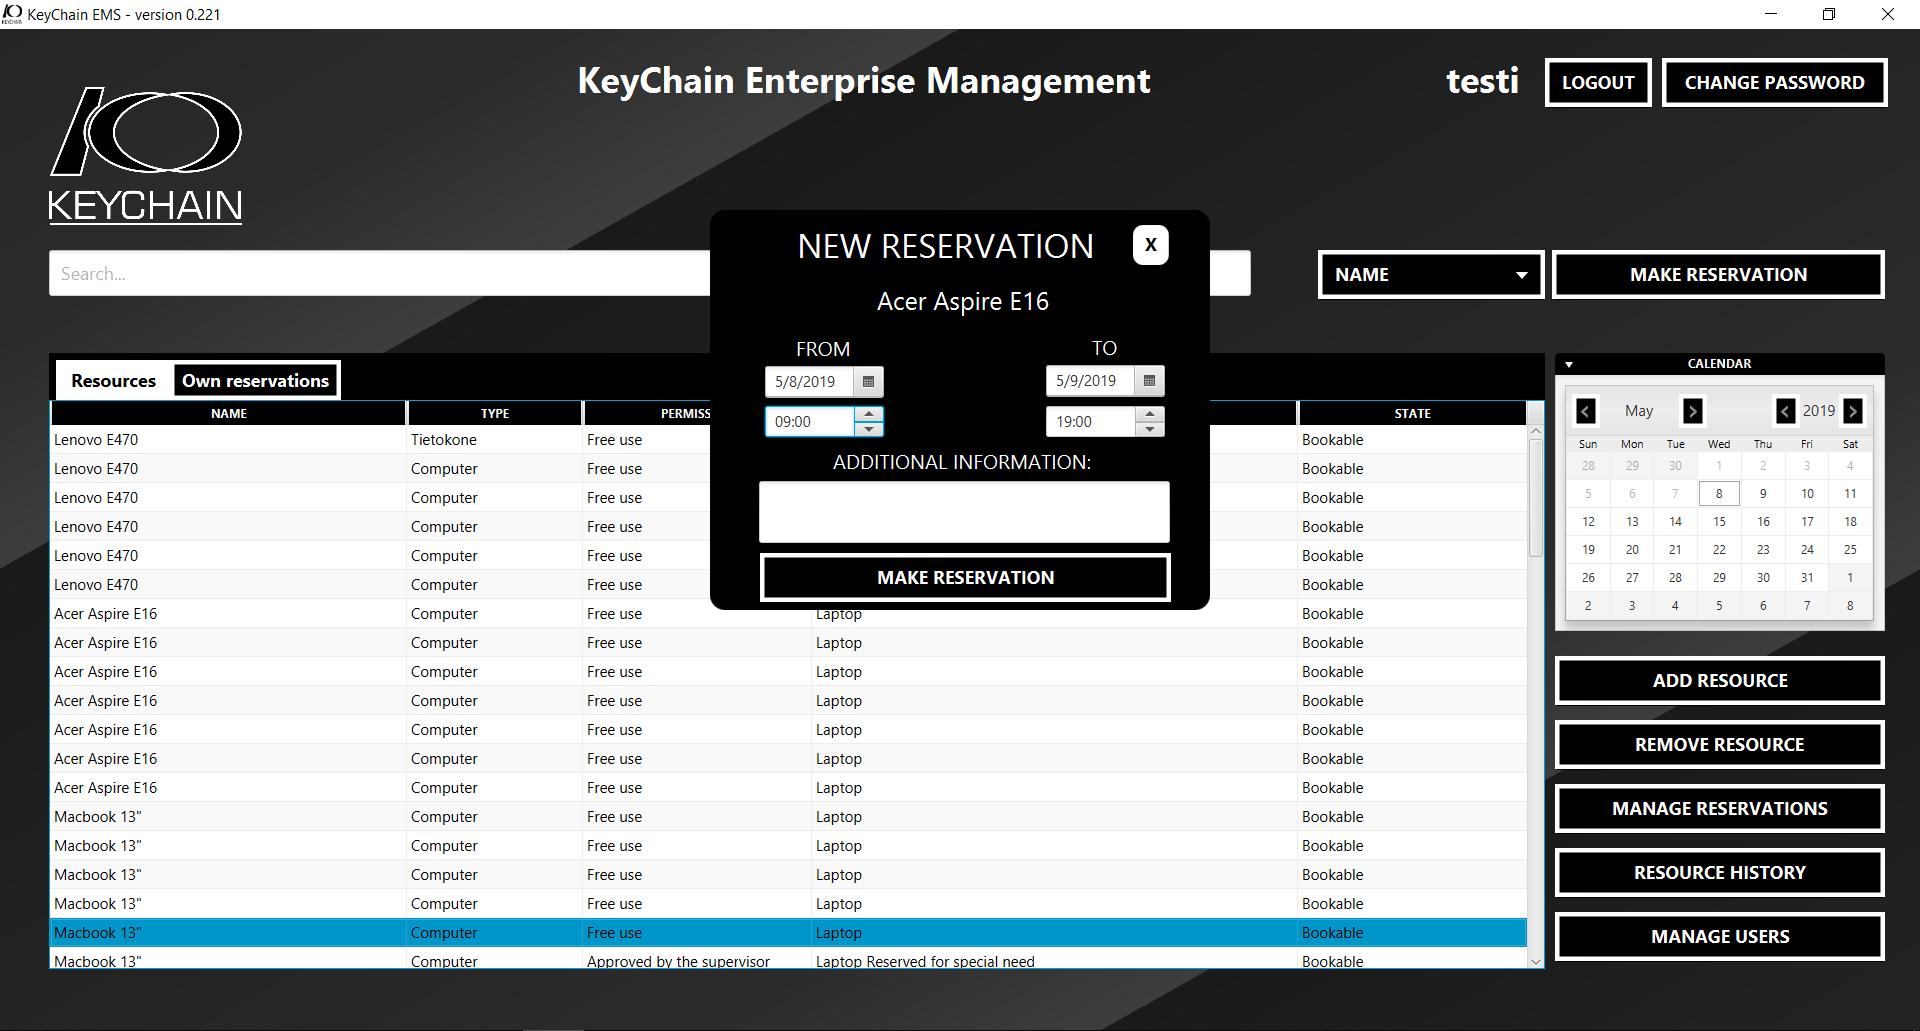 KeyChain EMS - version 0.221
KeyChain Enterprise Management
testi
LOGOUT
CHANGE PASSWORD
KEYCHAIN
Search...
NAME
MAKE RESERVATION
NEW RESERVATION
X
Acer Aspire E16
FROM
TO
5/8/2019
5/9/2019
09:00
19:00
ADDITIONAL INFORMATION:
MAKE RESERVATION
Resources
Own reservations
NAME TYPE PERMISS STATE
Lenovo E470 Tietokone Free use Bookable
Lenovo E470 Computer Free use Bookable
Lenovo E470 Computer Free use Bookable
Lenovo E470 Computer Free use Bookable
Lenovo E470 Computer Free use Bookable
Lenovo E470 Computer Free use Bookable
Acer Aspire E16 Computer Free use Laptop Bookable
Acer Aspire E16 Computer Free use Laptop Bookable
Acer Aspire E16 Computer Free use Laptop Bookable
Acer Aspire E16 Computer Free use Laptop Bookable
Acer Aspire E16 Computer Free use Laptop Bookable
Acer Aspire E16 Computer Free use Laptop Bookable
Acer Aspire E16 Computer Free use Laptop Bookable
Macbook 13" Computer Free use Laptop Bookable
Macbook 13" Computer Free use Laptop Bookable
Macbook 13" Computer Free use Laptop Bookable
Macbook 13" Computer Free use Laptop Bookable
Macbook 13" Computer Free use Laptop Bookable
Macbook 13" Computer Approved by the supervisor Laptop Reserved for special need Bookable
CALENDAR
May 2019
Sun Mon Tue Wed Thu Fri Sat
28 29 30 1 2 3 4
5 6 7 8 9 10 11
12 13 14 15 16 17 18
19 20 21 22 23 24 25
26 27 28 29 30 31 1
2 3 4 5 6 7 8
ADD RESOURCE
REMOVE RESOURCE
MANAGE RESERVATIONS
RESOURCE HISTORY
MANAGE USERS